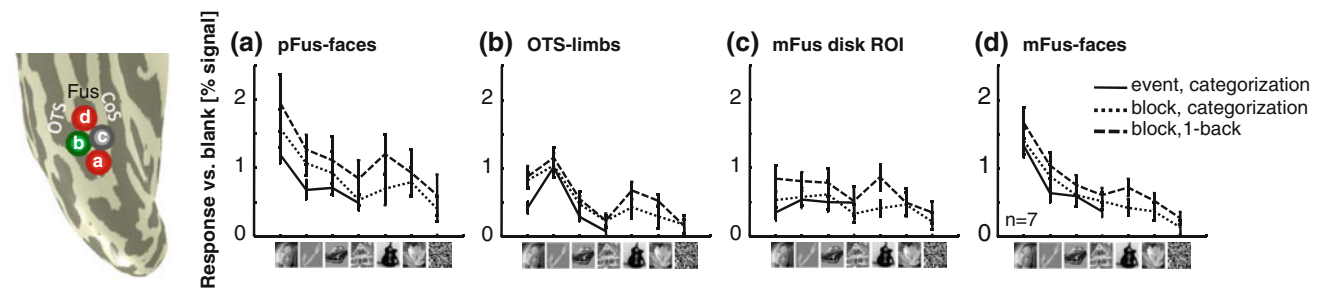 Fus
OTS
CoS
d
b
c
a
Response vs. blank [% signal]
(a) pFus-faces
2
1
0
(b) OTS-limbs
2
1
0
(c) mFus disk ROI
2
1
0
(d) mFus-faces
2
1
0
n=7
event, categorization
block, categorization
block,1-back